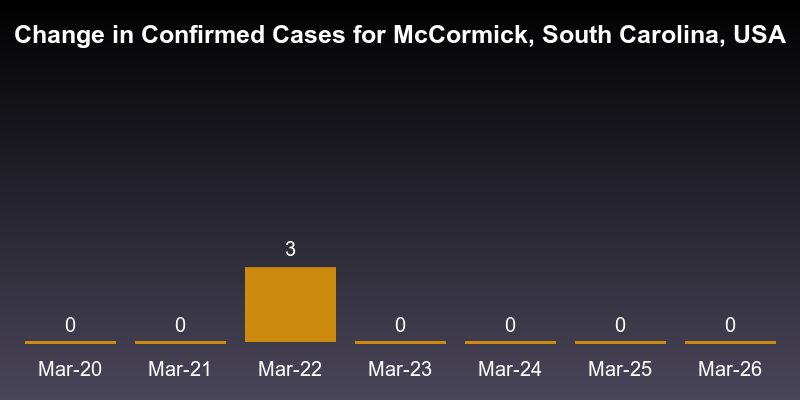 Change in Confirmed Cases for McCormick, South Carolina, USA
3
0 0 0 0 0 0
Mar-20 Mar-21 Mar-22 Mar-23 Mar-24 Mar-25 Mar-26